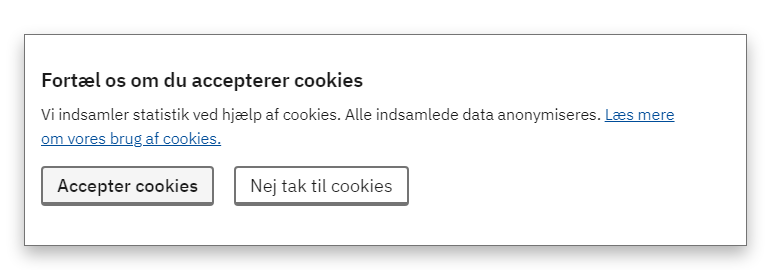 Fortæl os om du accepterer cookies
Vi indsamler statistik ved hjælp af cookies. Alle indsamlede data anonymiseres. Læs mere
om vores brug af cookies.
Accepter cookies
Nej tak til cookies